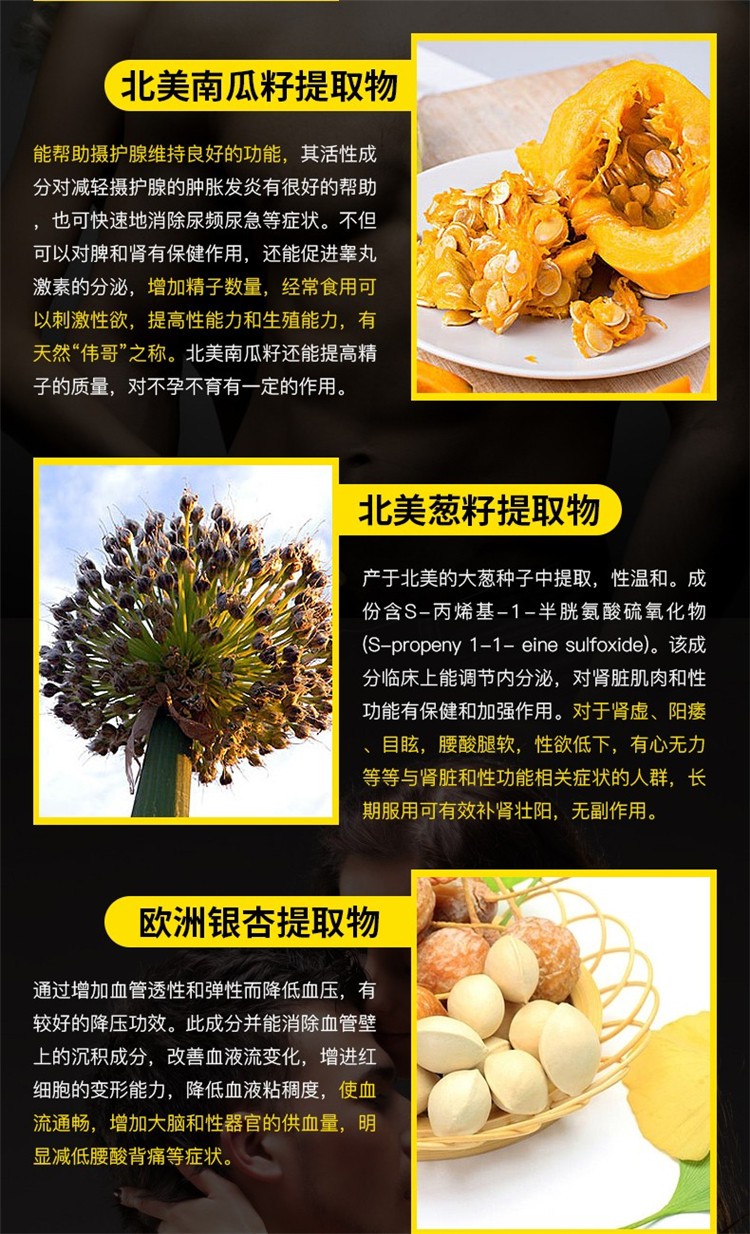 北美南瓜籽提取物
能帮助摄护腺维持良好的功能，其活性成
分对减轻摄护腺的肿胀发炎有很好的帮助
，也可快速地消除尿频尿急等症状。不但
可以对脾和肾有保健作用，还能促进睾丸
激素的分泌，增加精子数量，经常食用可
以刺激性欲，提高性能力和生殖能力，有
天然“伟哥”之称。北美南瓜籽还能提高精
子的质量，对不孕不育有一定的作用。
北美葱籽提取物
产于北美的大葱种子中提取，性温和。成
份含S-丙烯基-1-半胱氨酸硫氧化物
(S-propeny 1-1- eine sulfoxide)。该成
分临床上能调节内分泌，对肾脏肌肉和性
功能有保健和加强作用。对于肾虚、阳痿
、目眩，腰酸腿软，性欲低下，有心无力
等等与肾脏和性功能相关症状的人群，长
期服用可有效补肾壮阳，无副作用。
欧洲银杏提取物
通过增加血管透性和弹性而降低血压，有
较好的降压功效。此成分并能消除血管壁
上的沉积成分，改善血液流变化，增进红
细胞的变形能力，降低血液粘稠度，使血
流通畅，增加大脑和性器官的供血量，明
显减低腰酸背痛等症状。